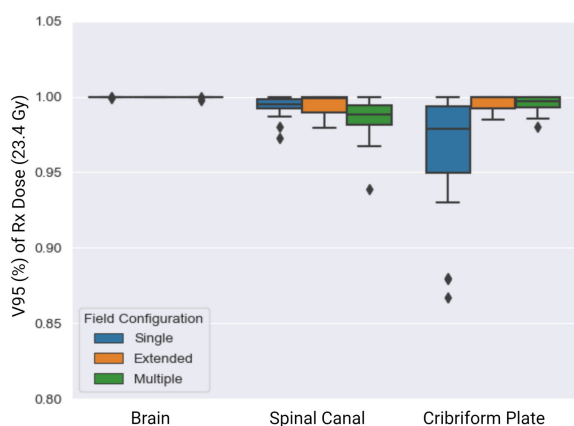 V95 (%) of Rx Dose (23.4 Gy)
1.05
1.00
0.95
0.90
0.85
0.80
Field Configuration
Single
Extended
Multiple
Brain
Spinal Canal
Cribriform Plate